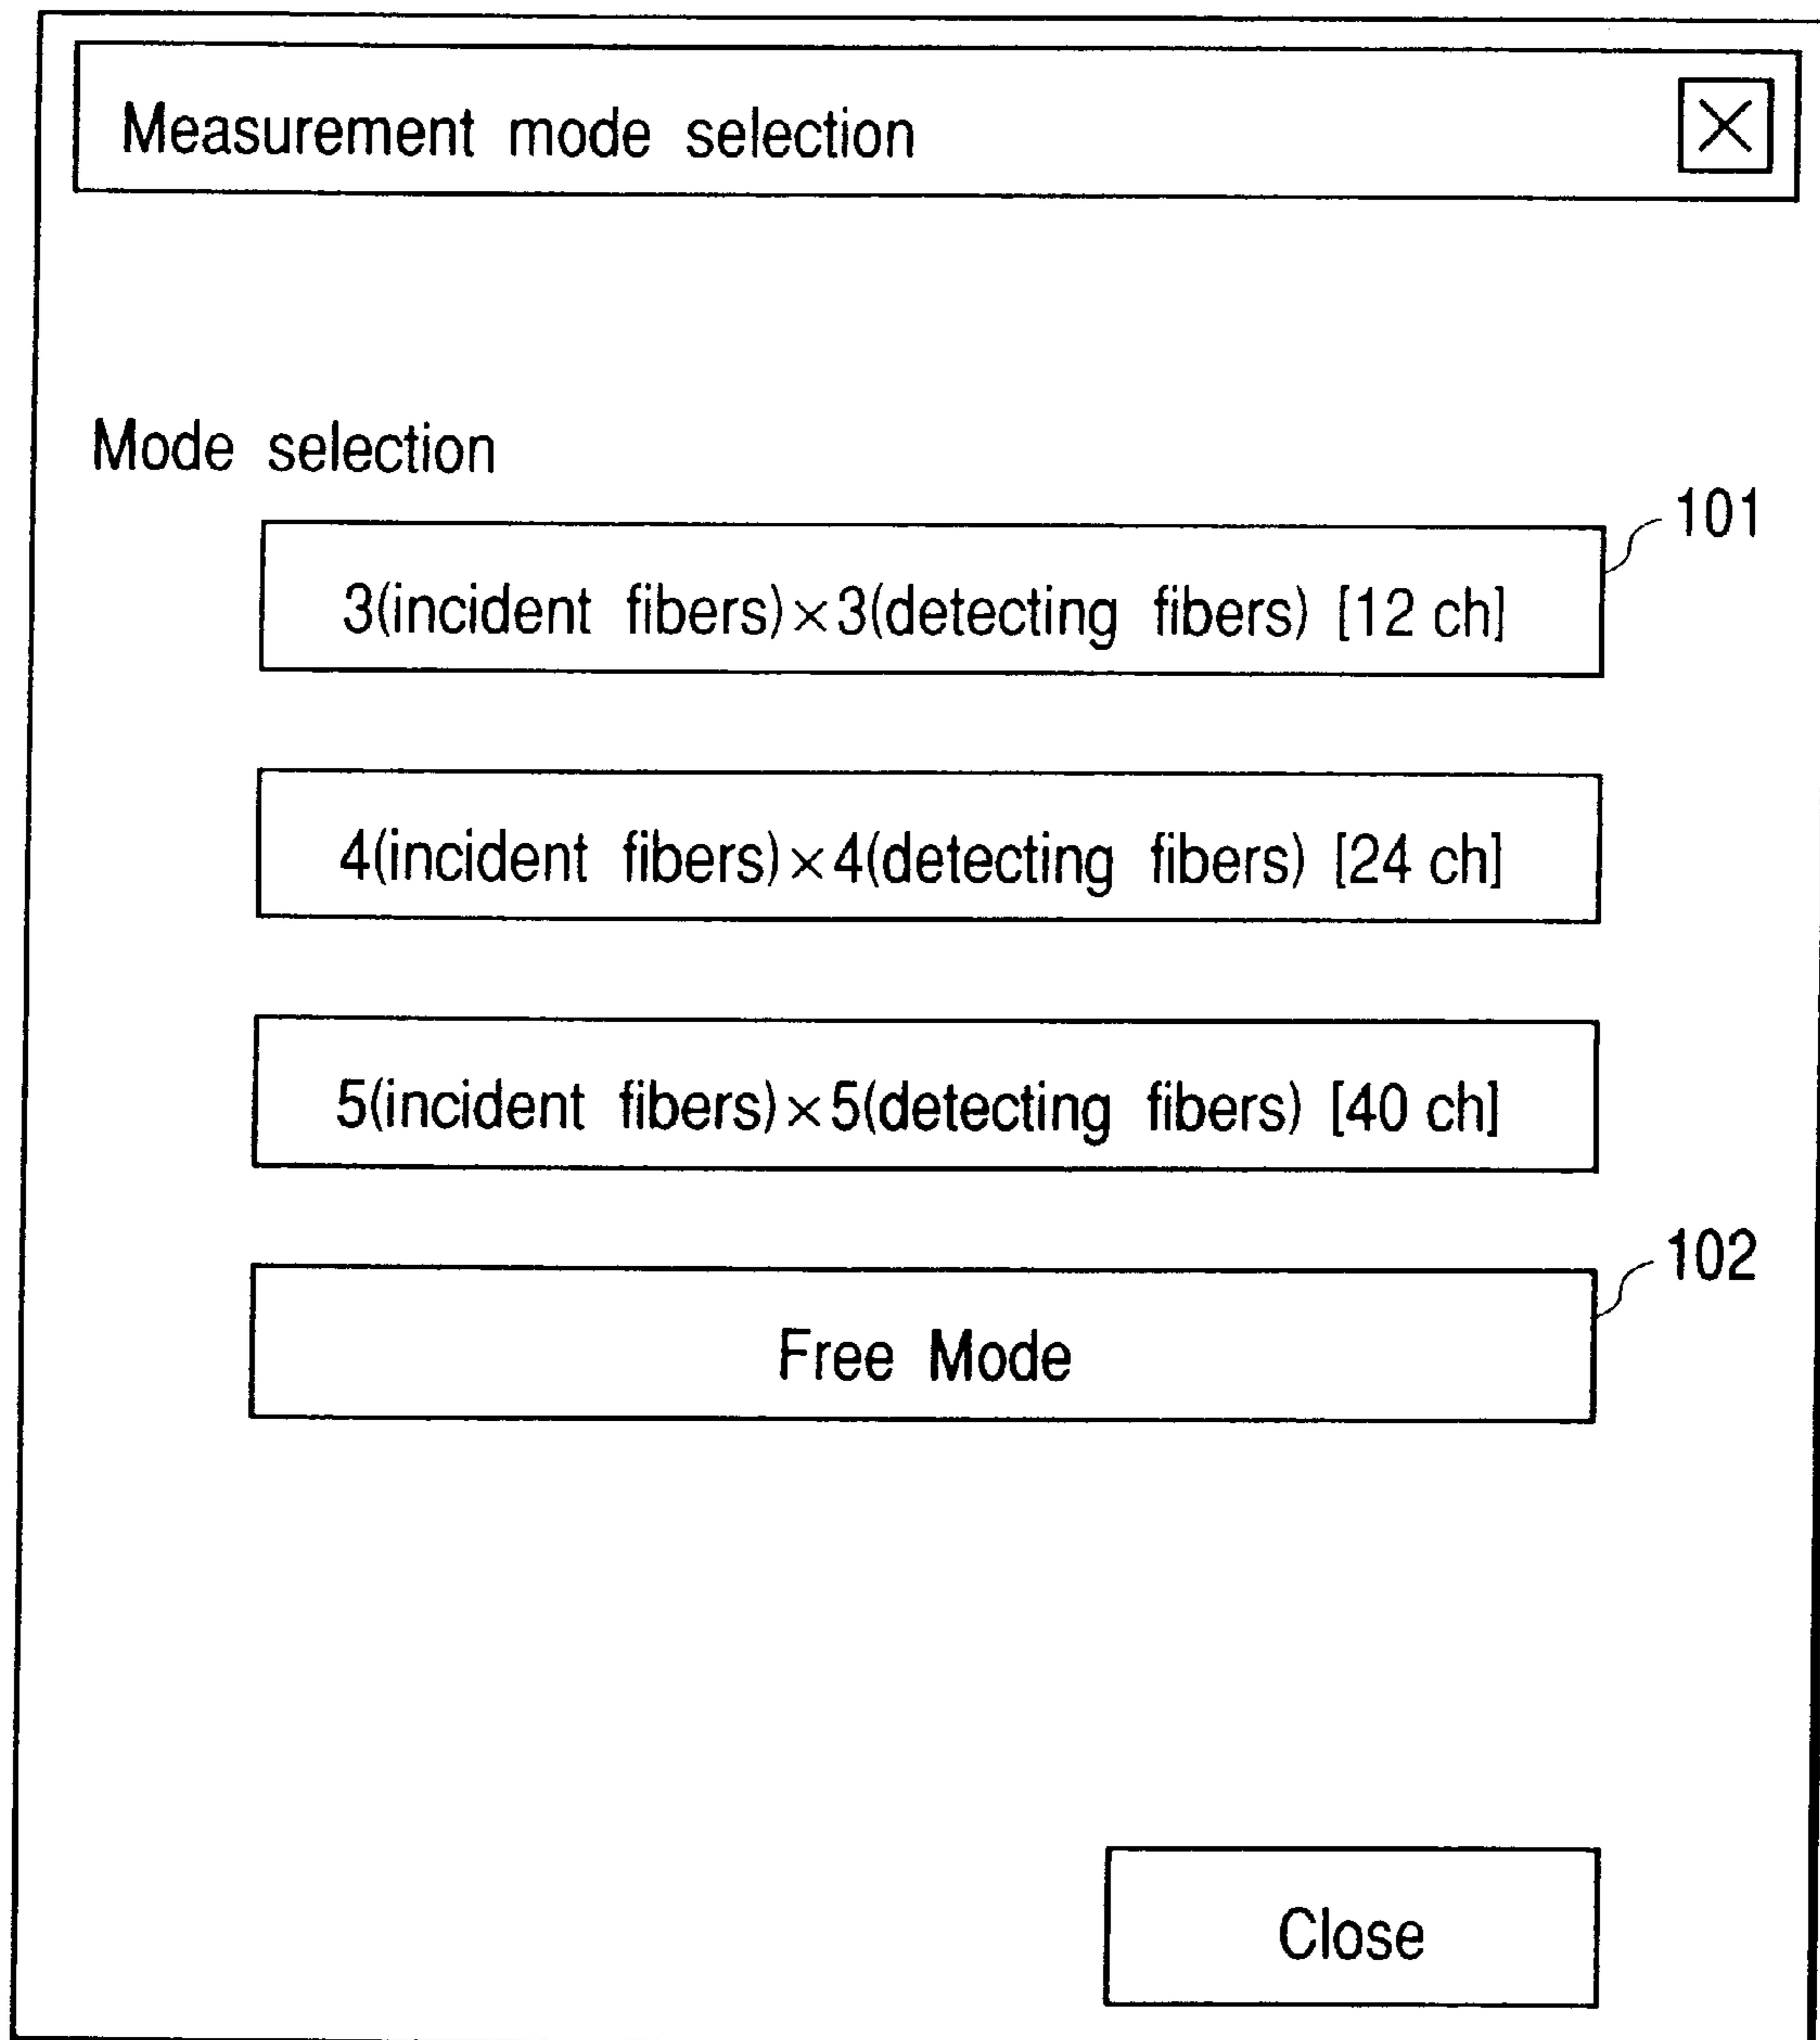 Measurement mode selection
Mode selection
101
3(incident fibers)×3(detecting fibers) [12 ch]
4(incident fibers)×4(detecting fibers) [24 ch]
5(incident fibers)×5(detecting fibers) [40 ch]
102
Free Mode
Close